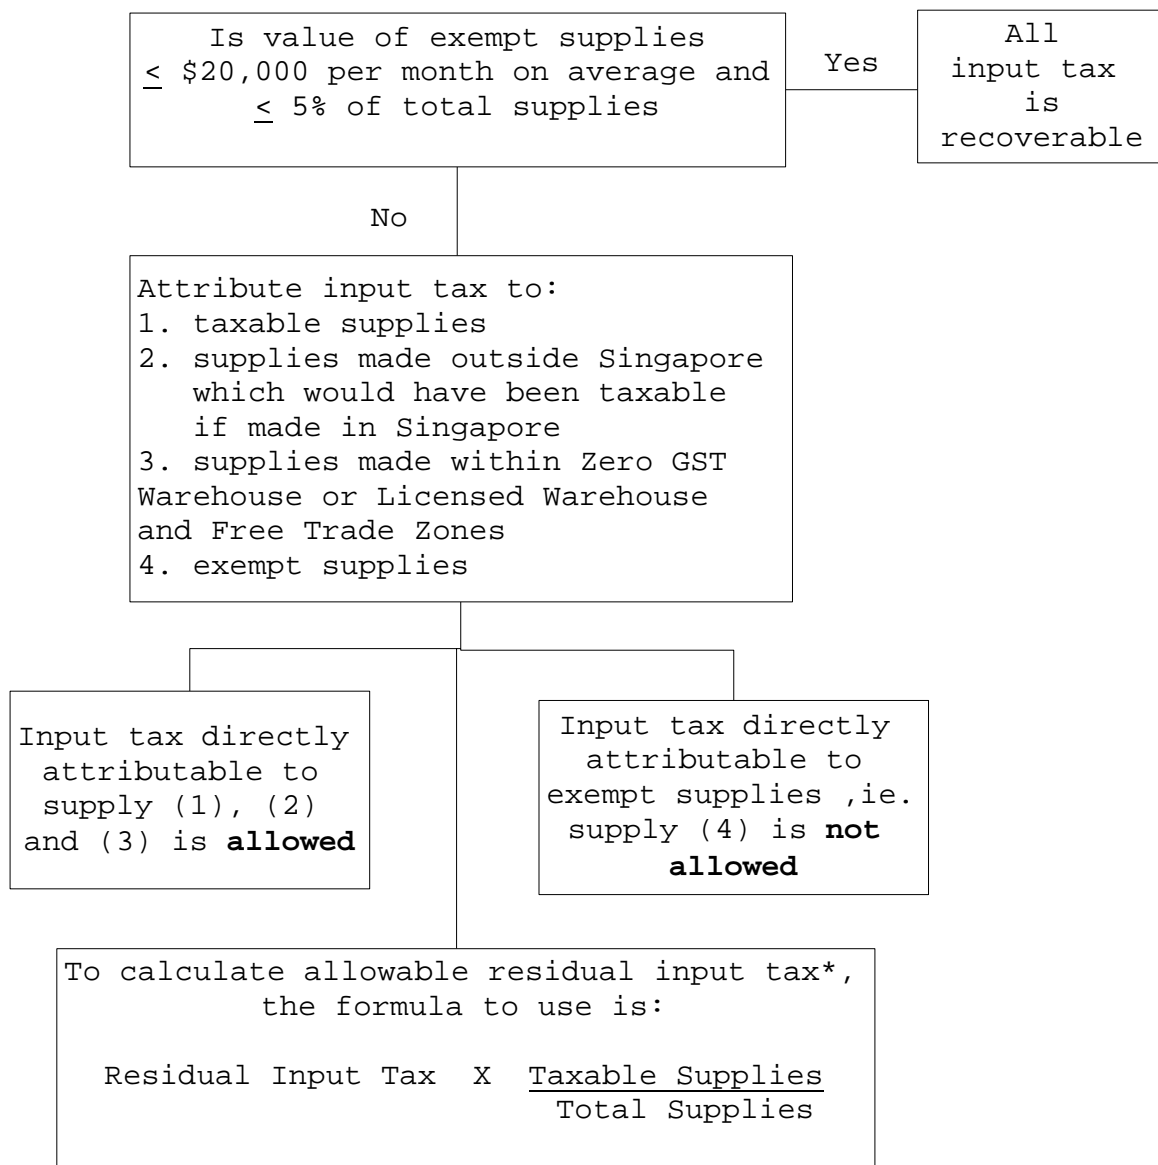 Is value of exempt supplies
≤ $20,000 per month on average and
≤ 5% of total supplies
Yes
All
input tax
is
recoverable
No
Attribute input tax to:
1. taxable supplies
2. supplies made outside Singapore
which would have been taxable
if made in Singapore
3. supplies made within Zero GST
Warehouse or Licensed Warehouse
and Free Trade Zones
4. exempt supplies
Input tax directly
attributable to
supply (1), (2)
and (3) is allowed
Input tax directly
attributable to
exempt supplies ,ie.
supply (4) is not
allowed
To calculate allowable residual input tax*,
the formula to use is:
Residual Input Tax X Taxable Supplies
Total Supplies